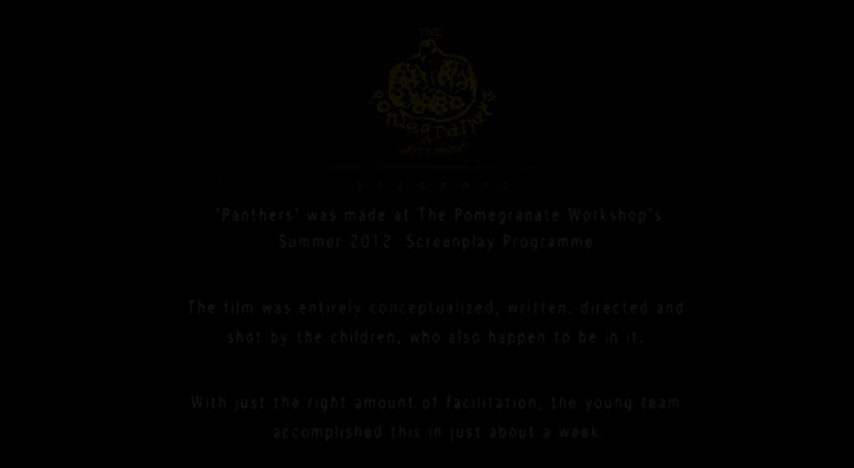 THE
Pomegranate
WORKSHOP
PRESENTS
'Panthers' was made at The Pomegranate Workshop's
Summer 2012 Screenplay Programme
The film was entirely conceptualized, written, directed and
shot by the children, who also happen to be in it.
With just the right amount of facilitation, the young team
accomplished this in just about a week.